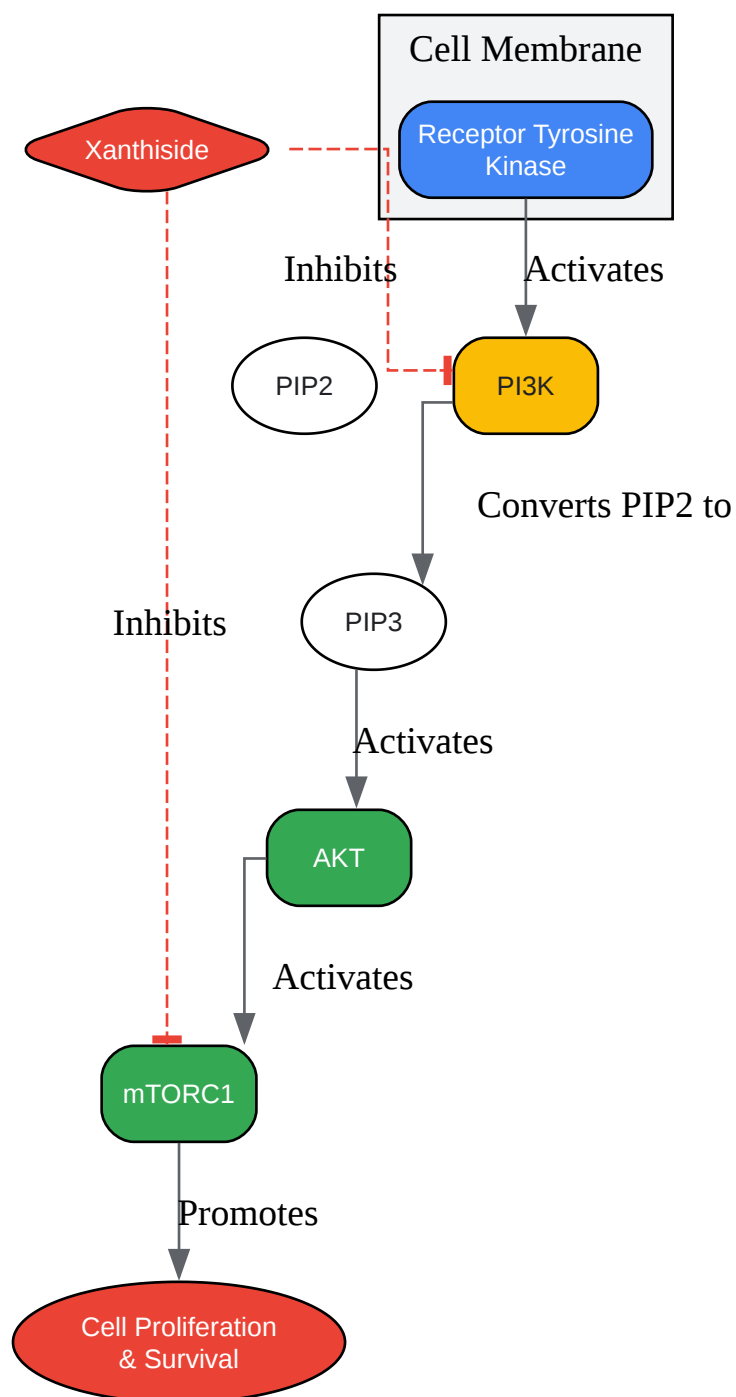 Cell Membrane
Xanthiside
Receptor Tyrosine
Kinase
Inhibits
Activates
PIP2
PI3K
Converts PIP2 to
Inhibits
PIP3
Activates
AKT
Activates
mTORC1
Promotes
Cell Proliferation
& Survival